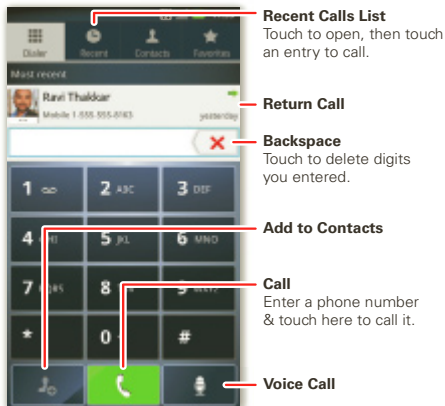 Dialer Recent Contacts Favorites
Most recent
Ravi Thakkar
Mobile 1-555-555-8163 yesterday
1 2 ABC 3 DEF
4 5 JKL 6 MNO
7 8 9
* 0 #
Recent Calls List
Touch to open, then touch
an entry to call.
Return Call
Backspace
Touch to delete digits
you entered.
Add to Contacts
Call
Enter a phone number
& touch here to call it.
Voice Call